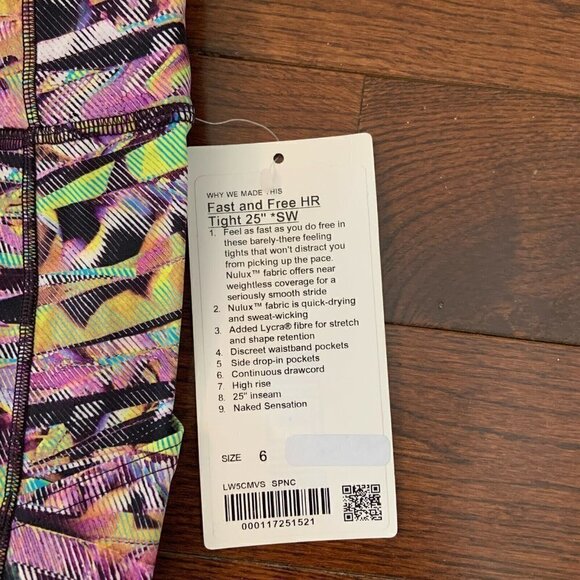 WHY WE MADE THIS
Fast and Free HR
Tight 25" *SW
1. Feel as fast as you do free in
these barely-there feeling
tights that won't distract you
from picking up the pace.
Nulux™ fabric offers near
weightless coverage for a
seriously smooth stride
2. Nulux™ fabric is quick-drying
and sweat-wicking
3. Added Lycra® fibre for stretch
and shape retention
4. Discreet waistband pockets
5 Side drop-in pockets
6. Continuous drawcord
7. High rise
8. 25" inseam
9. Naked Sensation
SIZE 6
LW5CMVS SPNC
000117251521